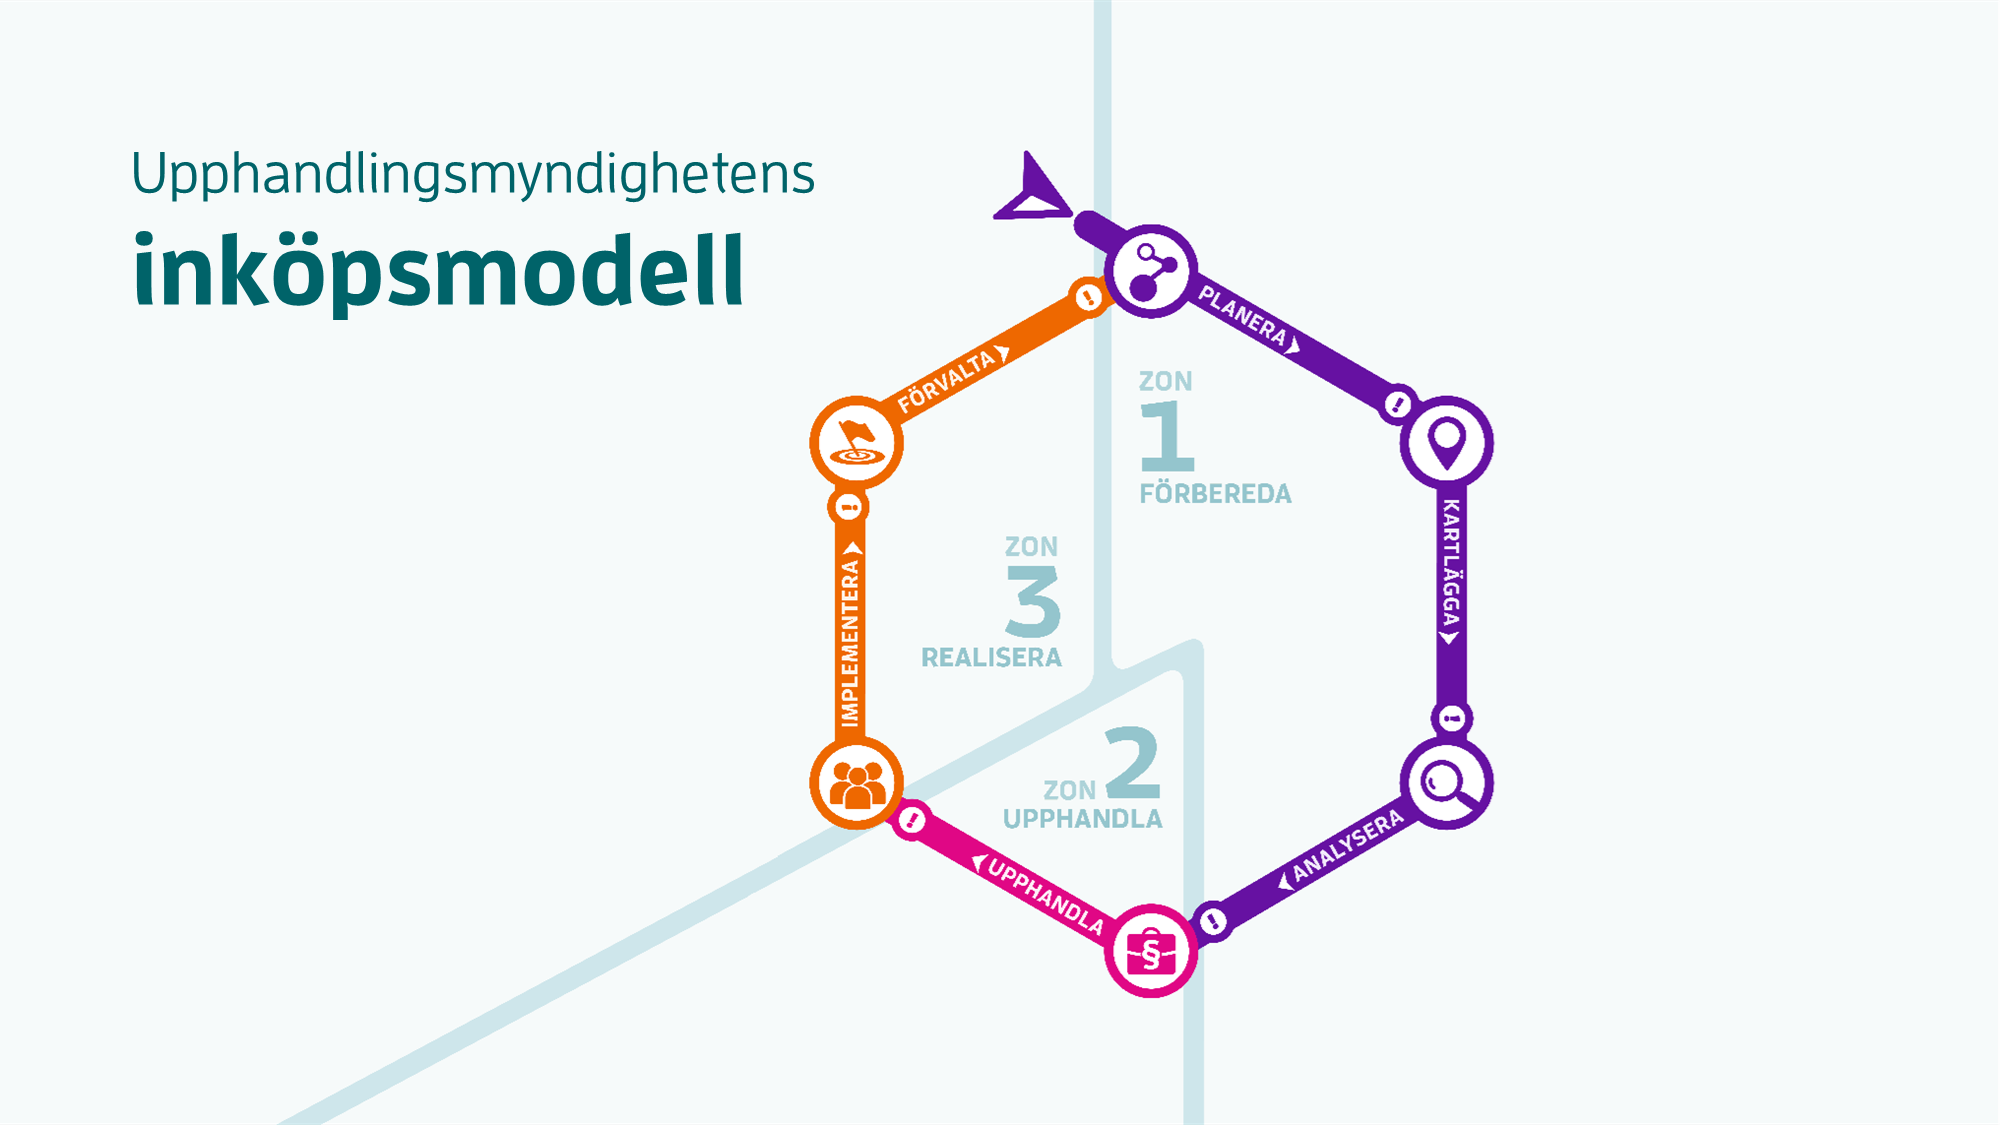 Upphandlingsmyndighetens
inköpsmodell
PLANERA
KARTLÄGGA
ANALYSERA
UPPHANDLA
IMPLEMENTERA
FÖRVALTA
ZON
1
FÖRBEREDA
ZON 2
UPPHANDLA
§
ZON
3
REALISERA